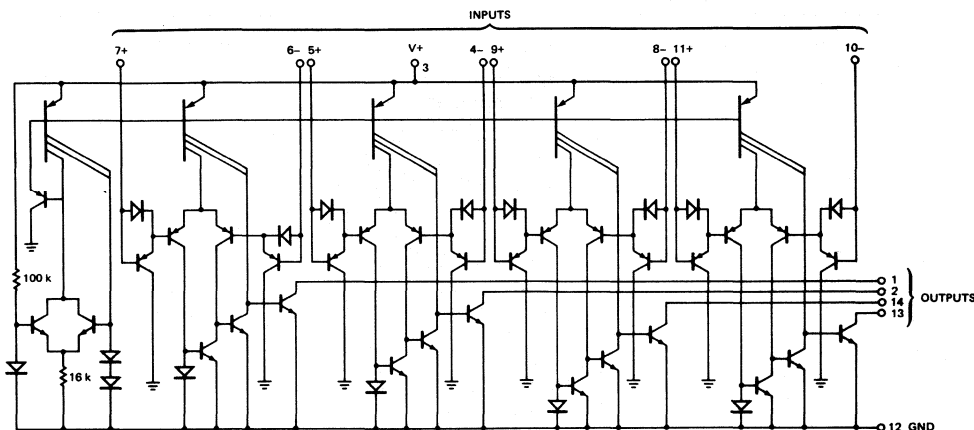 INPUTS
7+ 6– 5+ V+ 4– 9+ 8– 11+ 10–
3
100 k
16 k
1
2
14
13
OUTPUTS
12 GND